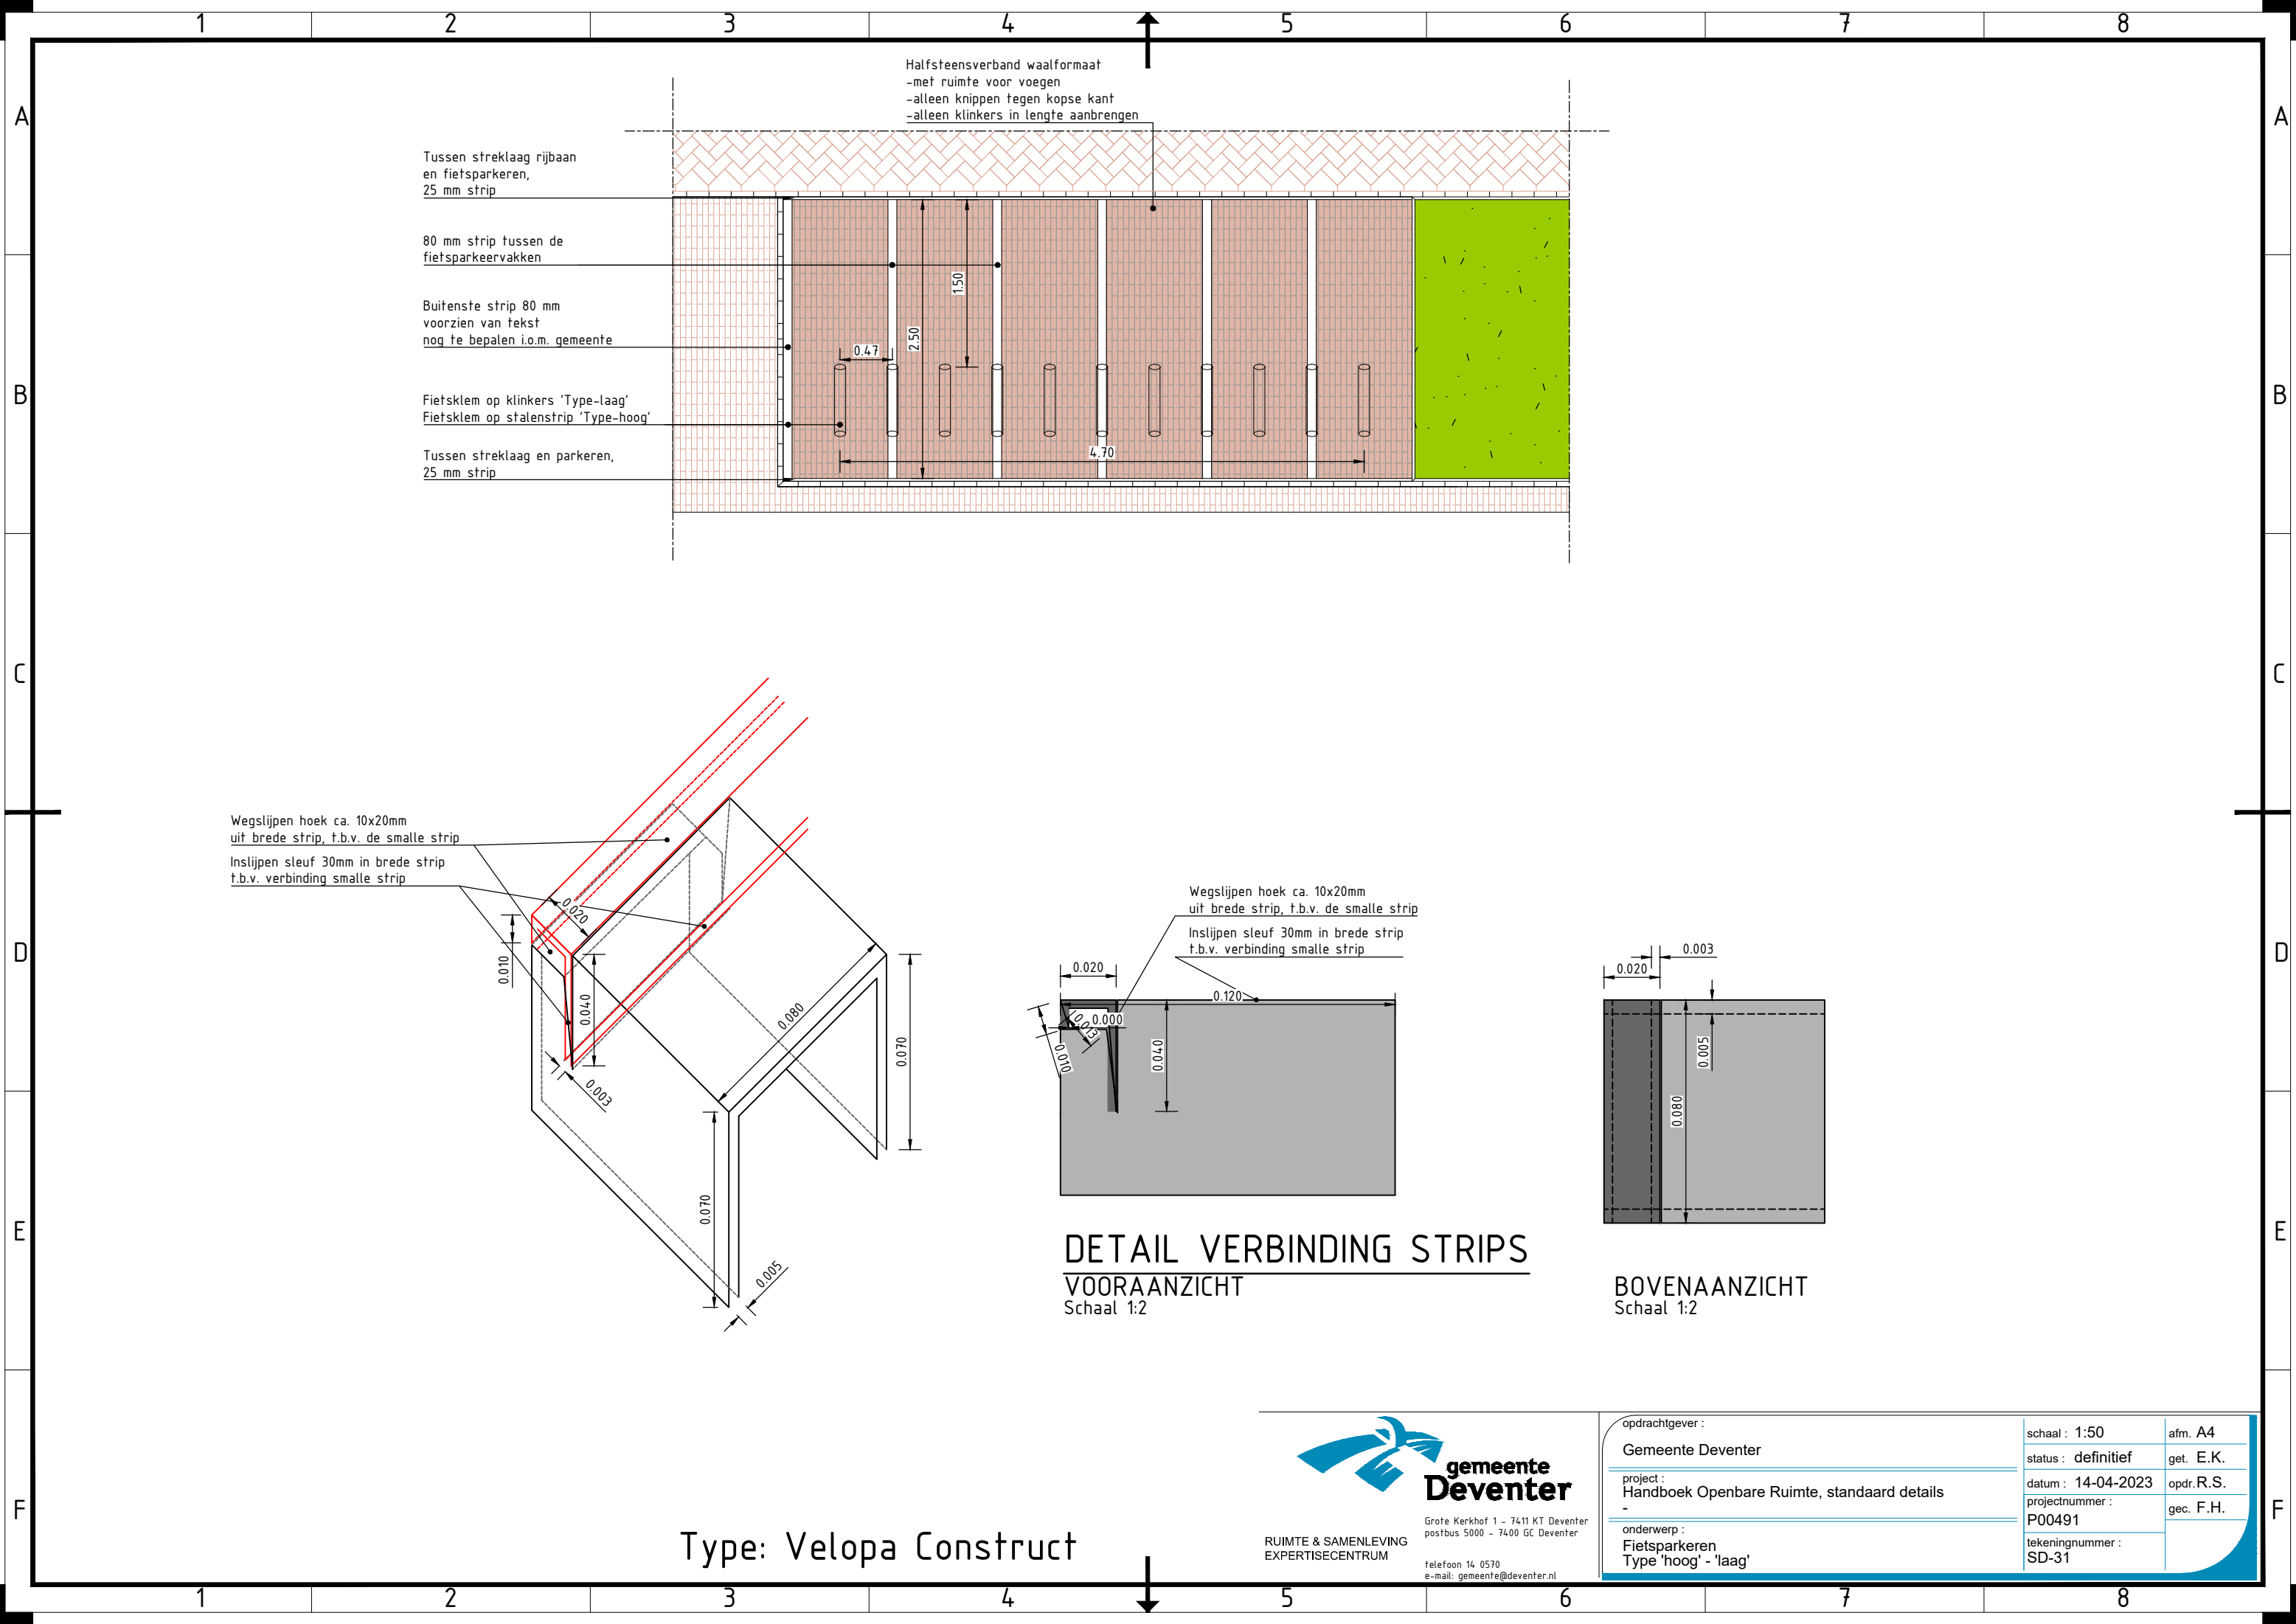 1 2 3 4 5 6 7 8
A
A
B
B
C
C
D
D
E
E
F
F
Halfsteensverband waalformaat
-met ruimte voor voegen
-alleen knippen tegen kopse kant
-alleen klinkers in lengte aanbrengen
Tussen streklaag rijbaan
en fietsparkeren,
25 mm strip
80 mm strip tussen de
fietsparkeervakken
Buitenste strip 80 mm
voorzien van tekst
nog te bepalen i.o.m. gemeente
Fietsklem op klinkers 'Type-laag'
Fietsklem op stalenstrip 'Type-hoog'
Tussen streklaag en parkeren,
25 mm strip
1.50
2.50
0.47
4.70
Wegslijpen hoek ca. 10x20mm
uit brede strip, t.b.v. de smalle strip
Inslijpen sleuf 30mm in brede strip
t.b.v. verbinding smalle strip
0.020
0.010
0.040
0.003
0.080
0.070
0.070
0.005
Wegslijpen hoek ca. 10x20mm
uit brede strip, t.b.v. de smalle strip
Inslijpen sleuf 30mm in brede strip
t.b.v. verbinding smalle strip
0.020
0.120
0.000
0.013
0.010
0.040
DETAIL VERBINDING STRIPS
VOORAANZICHT
Schaal 1:2
0.003
0.020
0.005
0.080
BOVENAANZICHT
Schaal 1:2
Type: Velopa Construct
gemeente
Deventer
RUIMTE & SAMENLEVING
EXPERTISECENTRUM
Grote Kerkhof 1 - 7411 KT Deventer
postbus 5000 - 7400 GC Deventer
telefoon 14 0570
e-mail: gemeente@deventer.nl
opdrachtgever :
Gemeente Deventer
project :
Handboek Openbare Ruimte, standaard details
-
onderwerp :
Fietsparkeren
Type 'hoog' - 'laag'
schaal : 1:50
afm. A4
status : definitief
get. E.K.
datum : 14-04-2023
opdr. R.S.
projectnummer :
P00491
gec. F.H.
tekeningnummer :
SD-31
1 2 3 4 5 6 7 8